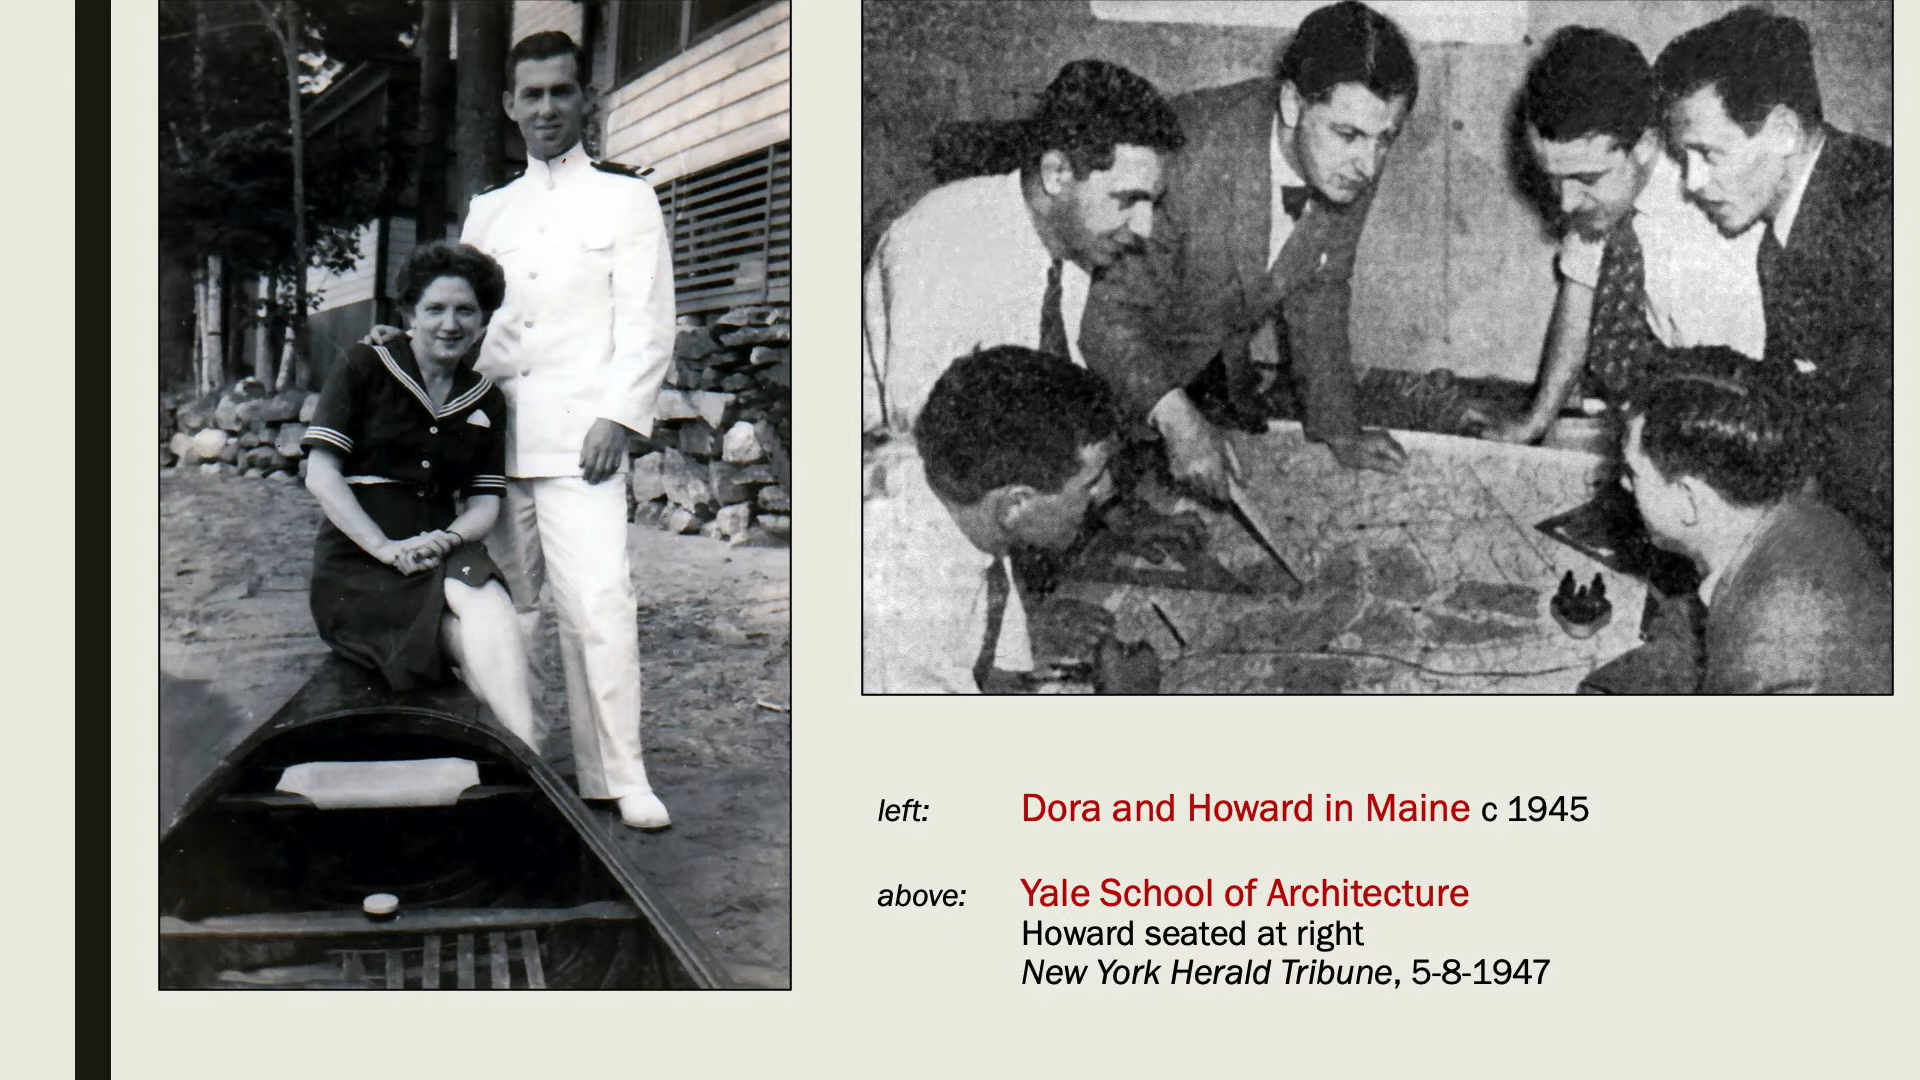 left: Dora and Howard in Maine c 1945
above: Yale School of Architecture
Howard seated at right
New York Herald Tribune, 5-8-1947